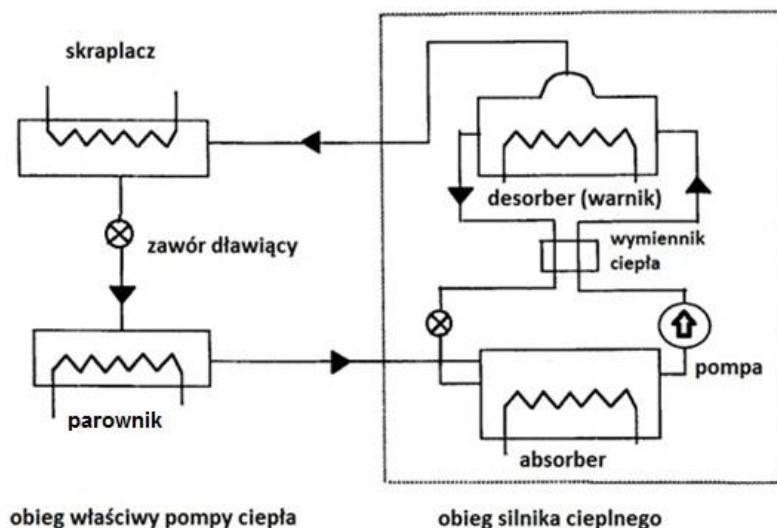 skraplacz
desorber (warnik)
zawór dławiący
wymiennik
ciepła
pompa
parownik
absorber
obieg właściwy pompy ciepła
obieg silnika cieplnego